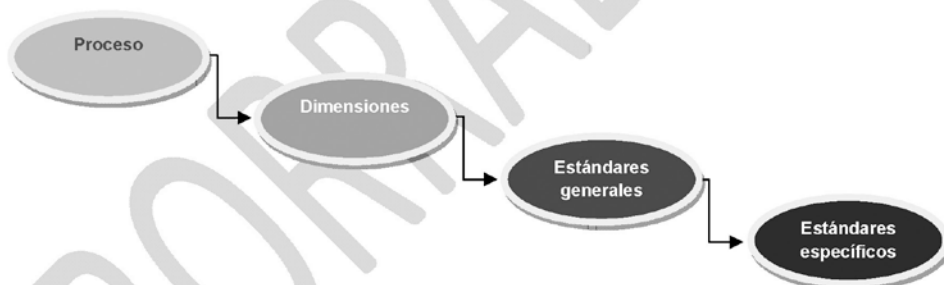 Proceso
Dimensiones
Estándares
generales
Estándares
específicos